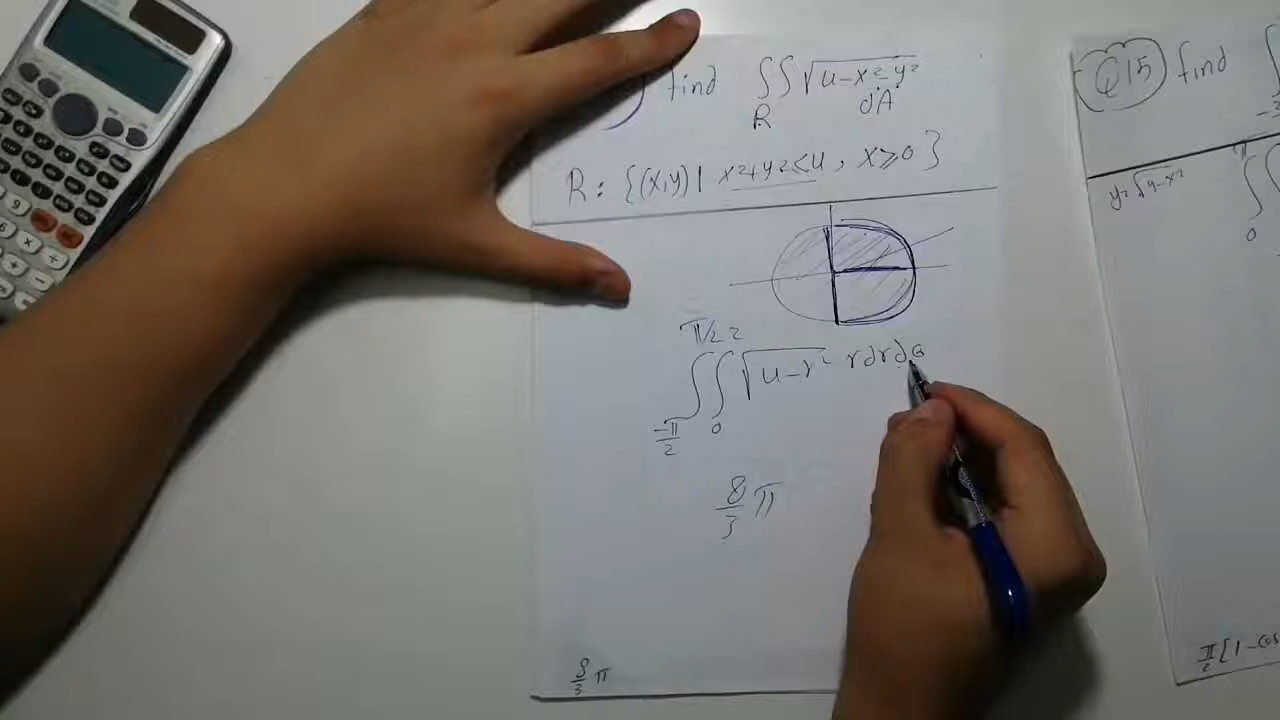 find ∫∫ √4-x²-y²
R dA
R: {(x,y) | x²+y²≤4, x≥0}
π/2 2
∫∫ √4-r² r dr dθ
-π/2 0
8/3 π
8/3 π
Q15 find ∫
y=√4-x²
∫∫
0
π/2 [1-cos